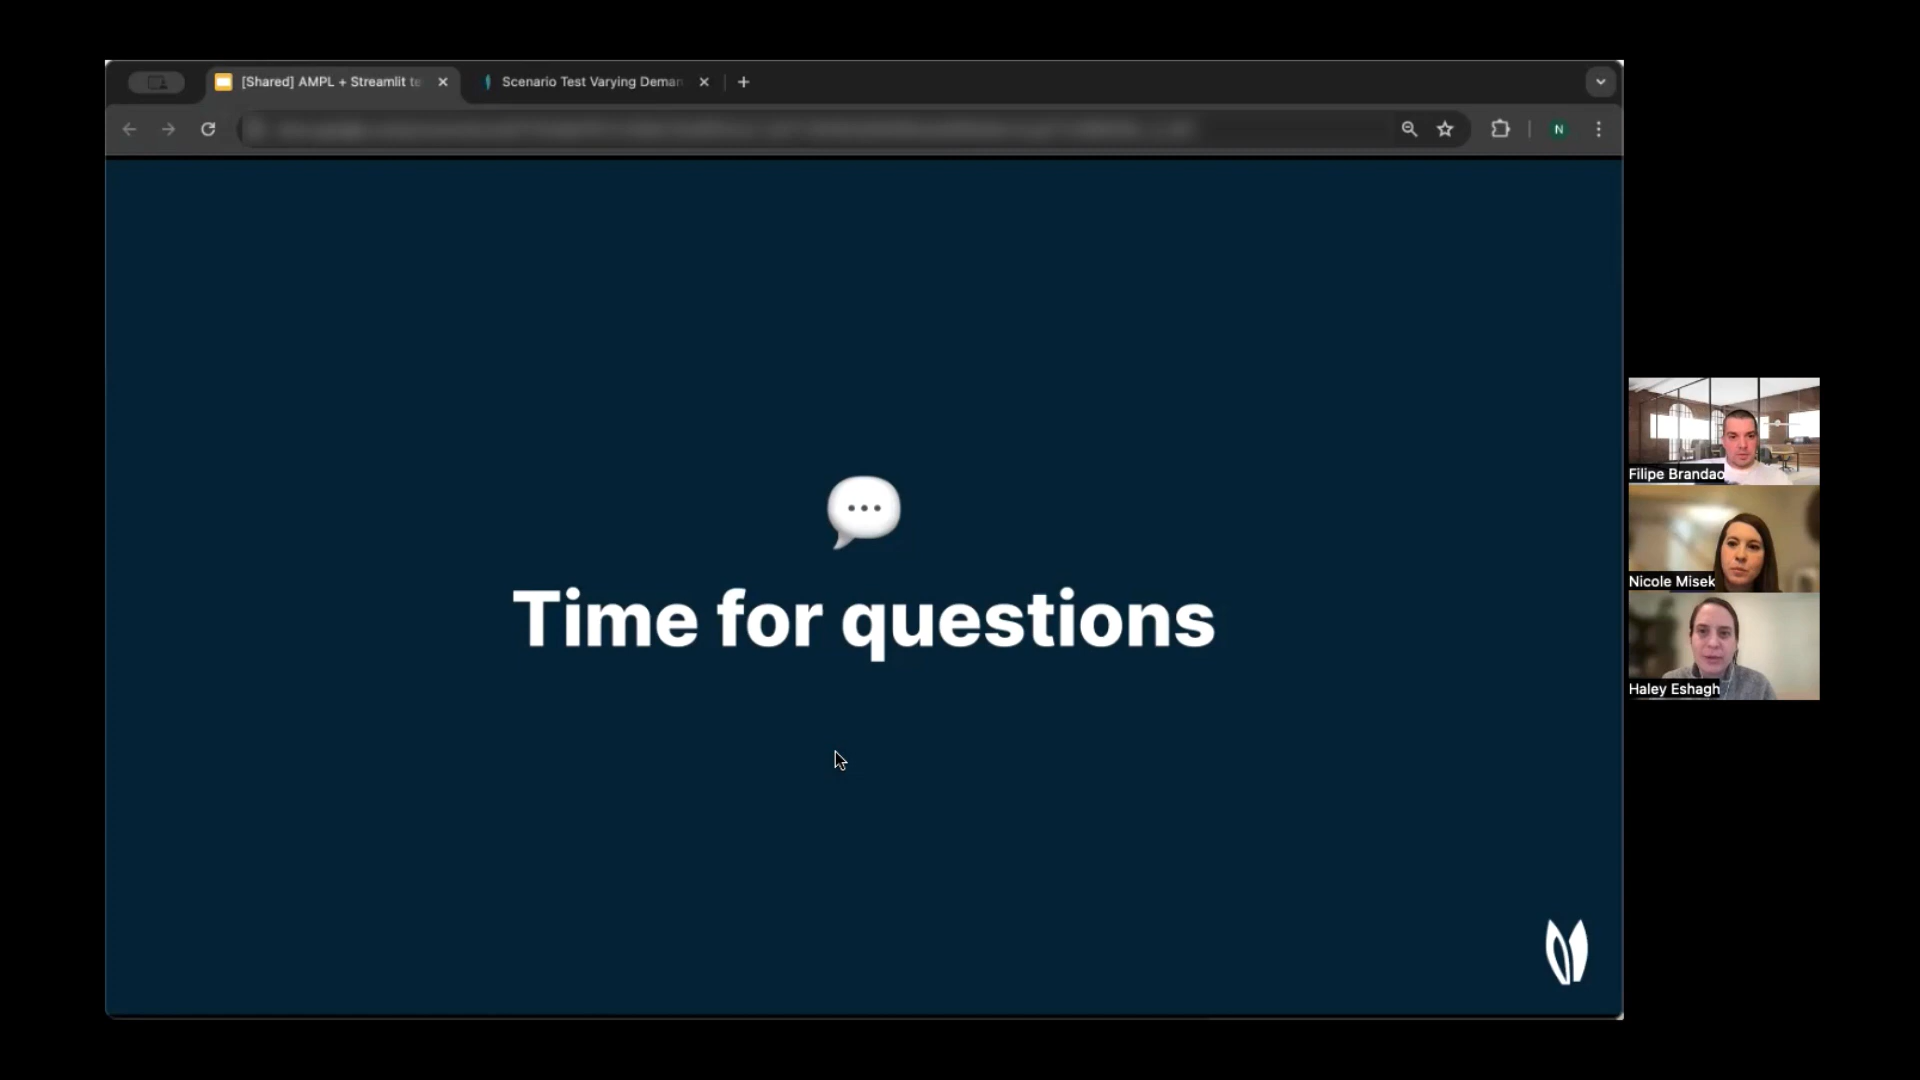 [Shared] AMPL + Streamlit te
Scenario Test Varying Deman
N
Time for questions
Filipe Brandao
Nicole Misek
Haley Eshagh